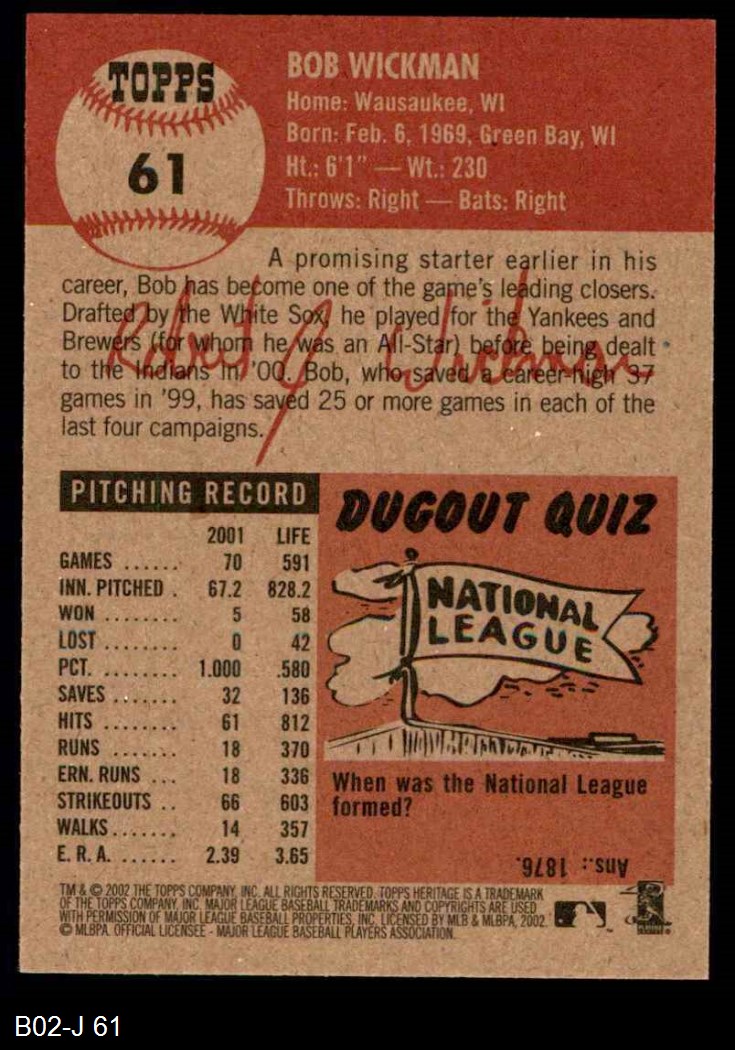 TOPPS
61
BOB WICKMAN
Home: Wausaukee, WI
Born: Feb. 6, 1969, Green Bay, WI
Ht.: 6'1" — Wt.: 230
Throws: Right — Bats: Right
A promising starter earlier in his
career, Bob has become one of the game's leading closers.
Drafted by the White Sox, he played for the Yankees and
Brewers (for whom he was an All-Star) before being dealt
to the Indians in '00. Bob, who saved a career-high 37
games in '99, has saved 25 or more games in each of the
last four campaigns.
Robert J Wickman
PITCHING RECORD
2001 LIFE
GAMES ...... 70 591
INN. PITCHED . 67.2 828.2
WON ........ 5 58
LOST ........ 0 42
PCT. ........ 1.000 .580
SAVES ....... 32 136
HITS ........ 61 812
RUNS ....... 18 370
ERN. RUNS ... 18 336
STRIKEOUTS .. 66 603
WALKS....... 14 357
E. R. A. ...... 2.39 3.65
DUGOUT QUIZ
NATIONAL
LEAGUE
When was the National League
formed?
Ans.: 1876.
TM & © 2002 THE TOPPS COMPANY, INC. ALL RIGHTS RESERVED. TOPPS HERITAGE IS A TRADEMARK
OF THE TOPPS COMPANY, INC. MAJOR LEAGUE BASEBALL TRADEMARKS AND COPYRIGHTS ARE USED
WITH PERMISSION OF MAJOR LEAGUE BASEBALL PROPERTIES, INC. LICENSED BY MLB & MLBPA, 2002.
© MLBPA. OFFICIAL LICENSEE - MAJOR LEAGUE BASEBALL PLAYERS ASSOCIATION.
B02-J 61